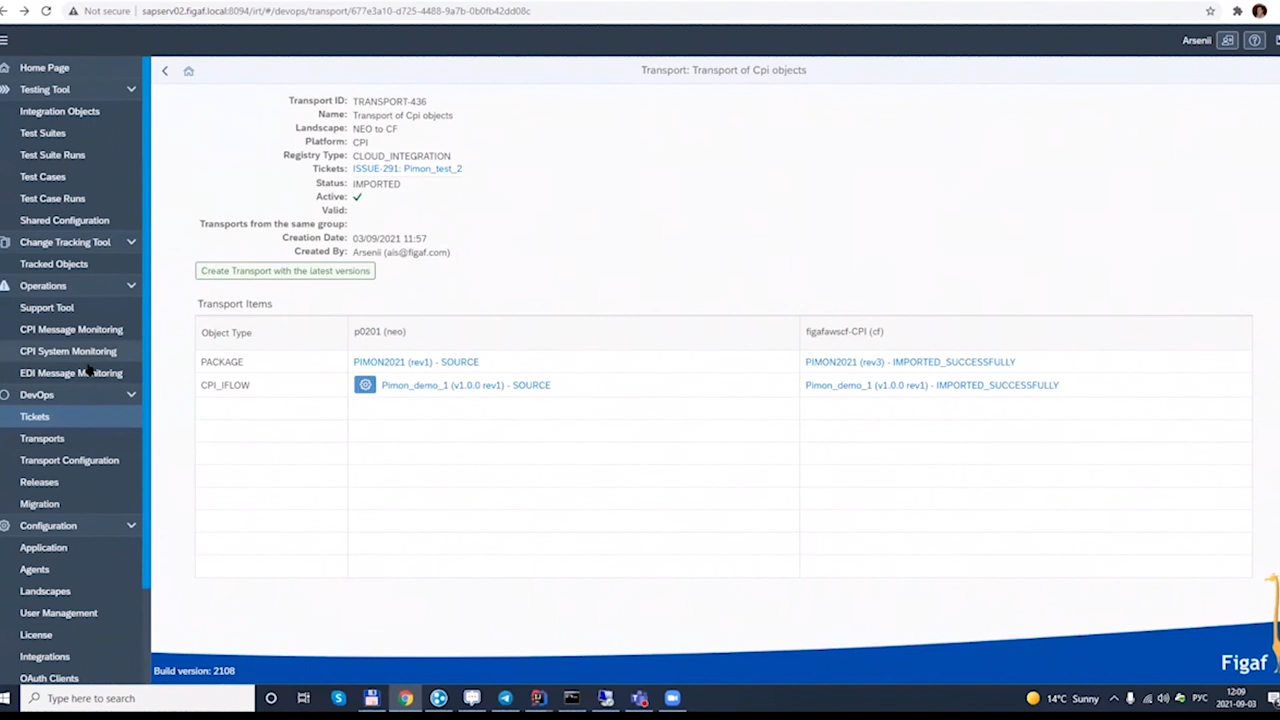 Not secure sapserv02.figaf.local:8094/irt/#/devops/transport/677e3a10-d725-4488-9a7b-0b0fb42dd08c
Arsenii
Home Page
Testing Tool
Integration Objects
Test Suites
Test Suite Runs
Test Cases
Test Case Runs
Shared Configuration
Change Tracking Tool
Tracked Objects
Operations
Support Tool
CPI Message Monitoring
CPI System Monitoring
EDI Message Monitoring
DevOps
Tickets
Transports
Transport Configuration
Releases
Migration
Configuration
Application
Agents
Landscapes
User Management
License
Integrations
OAuth Clients
Transport: Transport of Cpi objects
Transport ID: TRANSPORT-436
Name: Transport of Cpi objects
Landscape: NEO to CF
Platform: CPI
Registry Type: CLOUD_INTEGRATION
Tickets: ISSUE-291: Pimon_test_2
Status: IMPORTED
Active:
Valid:
Transports from the same group:
Creation Date: 03/09/2021 11:57
Created By: Arsenii (ais@figaf.com)
Create Transport with the latest versions
Transport Items
Object Type p0201 (neo) figafawscf-CPI (cf)
PACKAGE PIMON2021 (rev1) - SOURCE PIMON2021 (rev3) - IMPORTED_SUCCESSFULLY
CPI_IFLOW Pimon_demo_1 (v1.0.0 rev1) - SOURCE Pimon_demo_1 (v1.0.0 rev1) - IMPORTED_SUCCESSFULLY
Build version: 2108
Figaf
Type here to search
14°C Sunny
РУС
12:09
2021-09-03